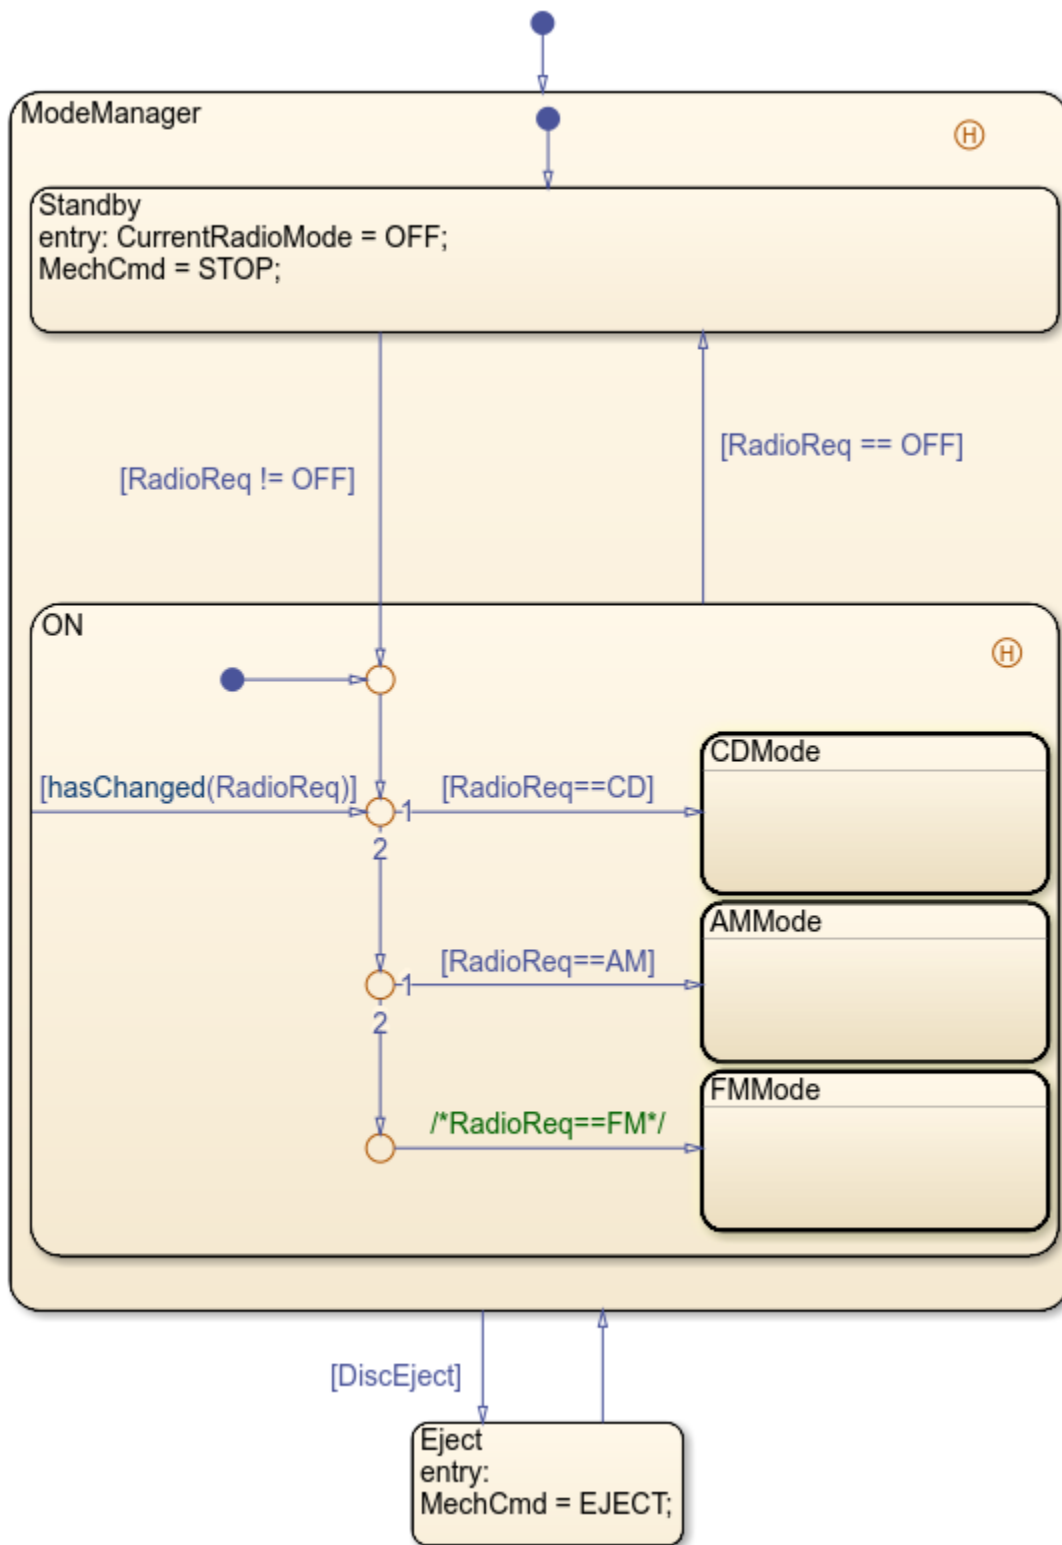 ModeManager
H
Standby
entry: CurrentRadioMode = OFF;
MechCmd = STOP;
[RadioReq != OFF]
[RadioReq == OFF]
ON
H
[hasChanged(RadioReq)]
1
[RadioReq==CD]
CDMode
2
1
[RadioReq==AM]
AMMode
2
/*RadioReq==FM*/
FMMode
[DiscEject]
Eject
entry:
MechCmd = EJECT;